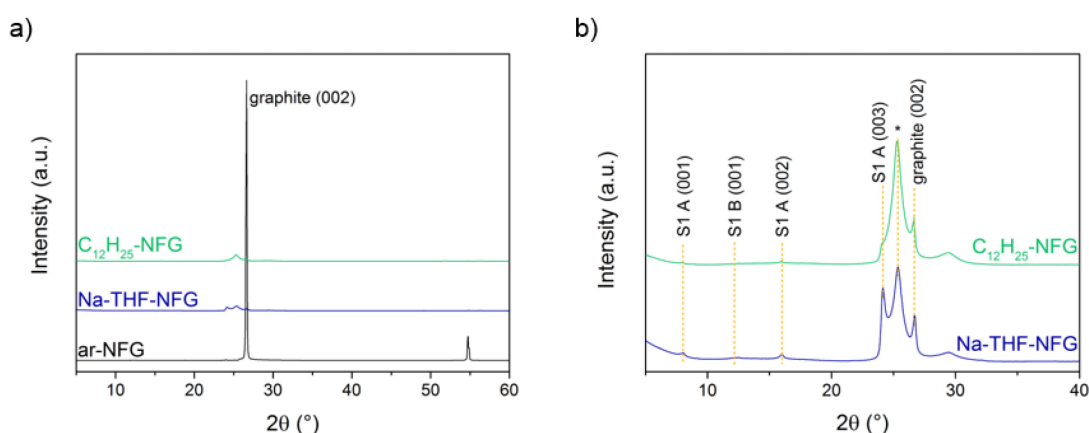 a)
Intensity (a.u.)
graphite (002)
C₁₂H₂₅-NFG
Na-THF-NFG
ar-NFG
10 20 30 40 50 60
2θ (°)
b)
Intensity (a.u.)
S1 A (001)
S1 B (001)
S1 A (002)
S1 A (003)
*
graphite (002)
C₁₂H₂₅-NFG
Na-THF-NFG
10 20 30 40
2θ (°)